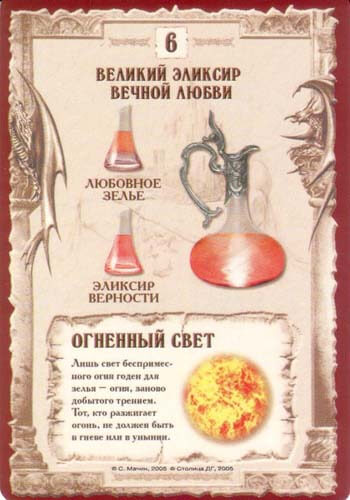 6
ВЕЛИКИЙ ЭЛИКСИР
ВЕЧНОЙ ЛЮБВИ
ЛЮБОВНОЕ
ЗЕЛЬЕ
ЭЛИКСИР
ВЕРНОСТИ
ОГНЕННЫЙ СВЕТ
Лишь свет беспримес-
ного огня годен для
зелья — огня, заново
добытого трением.
Тот, кто разжигает
огонь, не должен быть
в гневе или в унынии.
© С. Мачин, 2005 © Столица ДГ, 2005